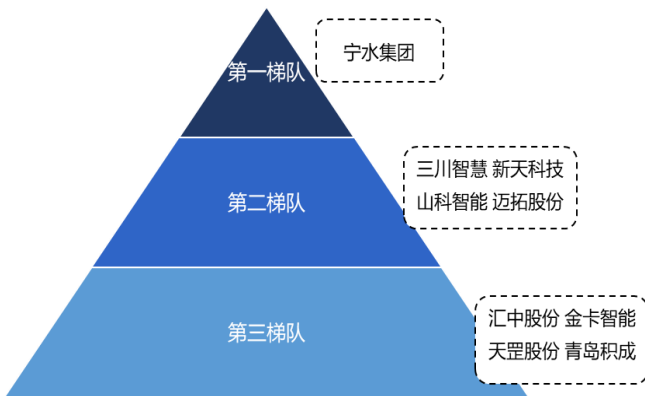 第一梯队
宁水集团
第二梯队
三川智慧 新天科技
山科智能 迈拓股份
第三梯队
汇中股份 金卡智能
天罡股份 青岛积成